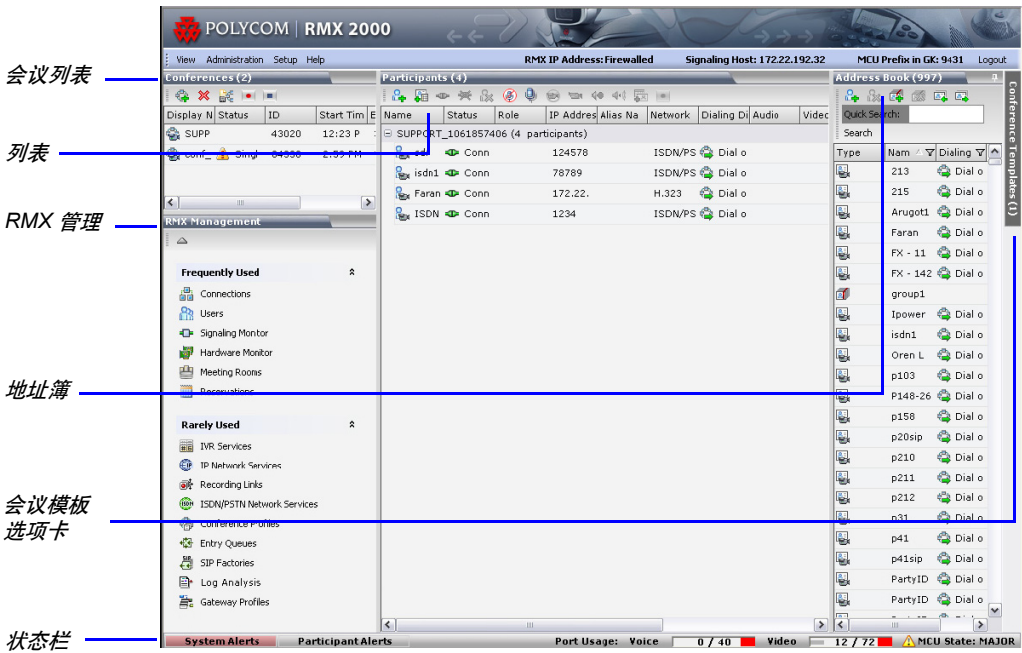 POLYCOM | RMX 2000
View Administration Setup Help RMX IP Address: Firewalled Signaling Host: 172.22.192.32 MCU Prefix in GK: 9431 Logout
会议列表
Conferences (2)
Display N Status ID Start Tim E
SUPP 43020 12:23 P
conf_ Singl 2:39 PM
列表
Participants (4)
Name Status Role IP Addres Alias Na Network Dialing Di Audio Videc
SUPPORT_1061857406 (4 participants)
Conn 124578 ISDN/PS Dial o
isdn1 Conn 78789 ISDN/PS Dial o
Faran Conn 172.22. H.323 Dial o
ISDN Conn 1234 ISDN/PS Dial o
RMX 管理
RMX Management
Frequently Used
Connections
Users
Signaling Monitor
Hardware Monitor
Meeting Rooms
Reservations
地址簿
Rarely Used
IVR Services
IP Network Services
Recording Links
ISDN/PSTN Network Services
Conference Profiles
Entry Queues
SIP Factories
Log Analysis
Gateway Profiles
会议模板
选项卡
Address Book (997)
Quick Search:
Search
Type Nam Dialing
213 Dial o
215 Dial o
Arugot1 Dial o
Faran Dial o
FX - 11 Dial o
FX - 142 Dial o
group1
Ipower Dial o
isdn1 Dial o
Oren L Dial o
p103 Dial o
P148-26 Dial o
p158 Dial o
p20sip Dial o
p210 Dial o
p211 Dial o
p212 Dial o
p31 Dial o
p41 Dial o
p41sip Dial o
PartyID Dial o
PartyID Dial o
Conference Templates (1)
状态栏
System Alerts Participant Alerts Port Usage: Voice 0 / 40 Video 12 / 72 MCU State: MAJOR